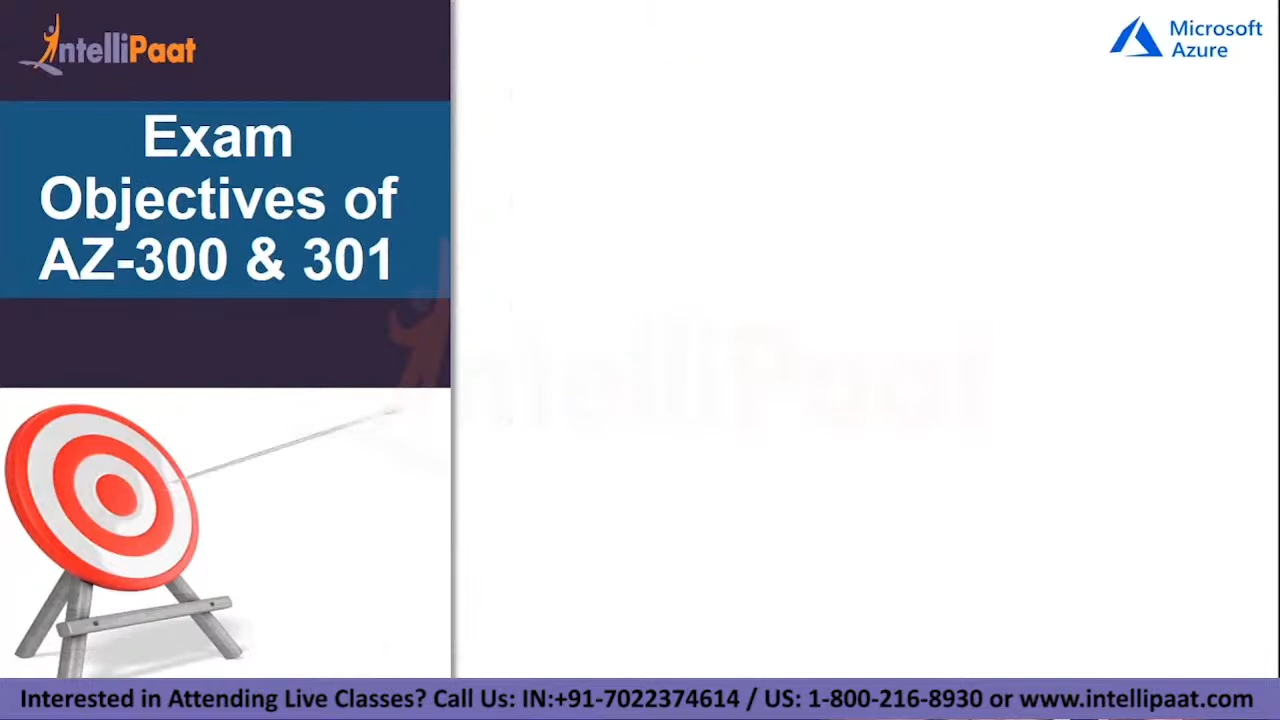 IntelliPaat
Microsoft
Azure
Exam
Objectives of
AZ-300 & 301
IntelliPaat
Interested in Attending Live Classes? Call Us: IN:+91-7022374614 / US: 1-800-216-8930 or www.intellipaat.com